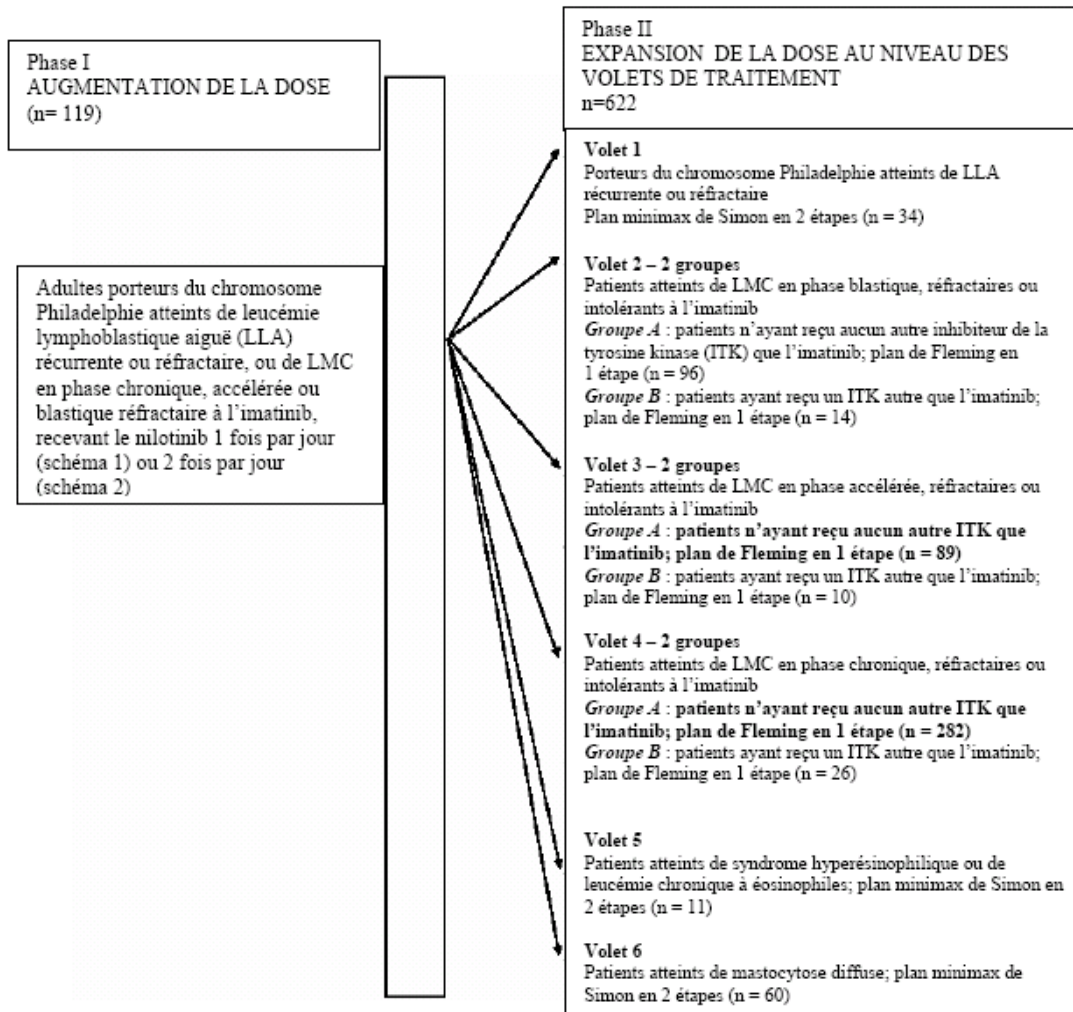 Phase I
AUGMENTATION DE LA DOSE
(n= 119)
Adultes porteurs du chromosome
Philadelphie atteints de leucémie
lymphoblastique aiguë (LLA)
récurrente ou réfractaire, ou de LMC
en phase chronique, accélérée ou
blastique réfractaire à l’imatinib,
recevant le nilotinib 1 fois par jour
(schéma 1) ou 2 fois par jour
(schéma 2)
Phase II
EXPANSION DE LA DOSE AU NIVEAU DES
VOLETS DE TRAITEMENT
n=622
Volet 1
Porteurs du chromosome Philadelphie atteints de LLA
récurrente ou réfractaire
Plan minimax de Simon en 2 étapes (n = 34)
Volet 2 – 2 groupes
Patients atteints de LMC en phase blastique, réfractaires ou
intolérants à l’imatinib
Groupe A : patients n’ayant reçu aucun autre inhibiteur de la
tyrosine kinase (ITK) que l’imatinib; plan de Fleming en
1 étape (n = 96)
Groupe B : patients ayant reçu un ITK autre que l’imatinib;
plan de Fleming en 1 étape (n = 14)
Volet 3 – 2 groupes
Patients atteints de LMC en phase accélérée, réfractaires ou
intolérants à l’imatinib
Groupe A : patients n’ayant reçu aucun autre ITK que
l’imatinib; plan de Fleming en 1 étape (n = 89)
Groupe B : patients ayant reçu un ITK autre que l’imatinib;
plan de Fleming en 1 étape (n = 10)
Volet 4 – 2 groupes
Patients atteints de LMC en phase chronique, réfractaires ou
intolérants à l’imatinib
Groupe A : patients n’ayant reçu aucun autre ITK que
l’imatinib; plan de Fleming en 1 étape (n = 282)
Groupe B : patients ayant reçu un ITK autre que l’imatinib;
plan de Fleming en 1 étape (n = 26)
Volet 5
Patients atteints de syndrome hyperésinophilique ou de
leucémie chronique à éosinophiles; plan minimax de Simon en
2 étapes (n = 11)
Volet 6
Patients atteints de mastocytose diffuse; plan minimax de
Simon en 2 étapes (n = 60)